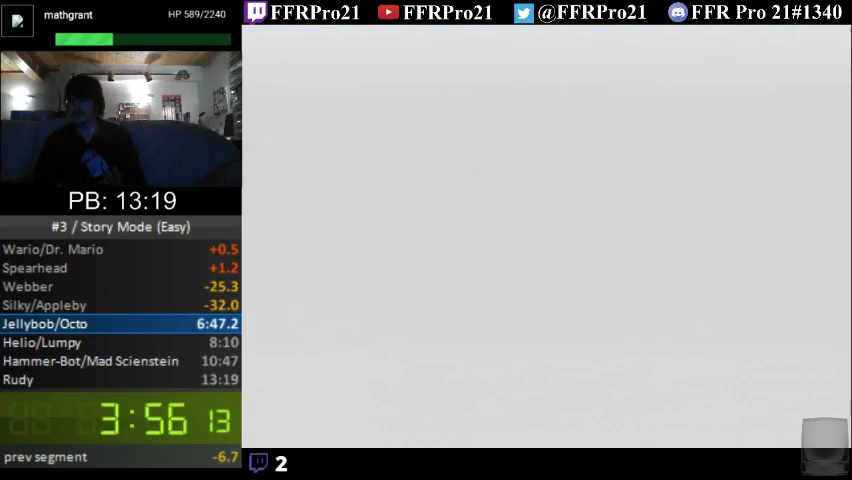 mathgrant
HP 589/2240
FFRPro21
FFRPro21
@FFRPro21
FFR Pro 21#1340
PB: 13:19
#3 / Story Mode (Easy)
Wario/Dr. Mario +0.5
Spearhead +1.2
Webber -25.3
Silky/Appleby -32.0
Jellybob/Octo 6:47.2
Helio/Lumpy 8:10
Hammer-Bot/Mad Scienstein 10:47
Rudy 13:19
3:56 13
prev segment -6.7
2